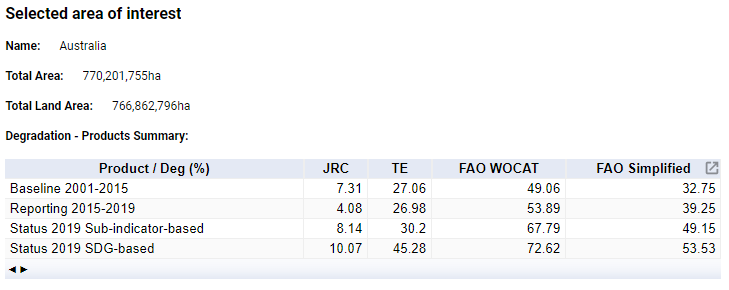 Selected area of interest
Name: Australia
Total Area: 770,201,755ha
Total Land Area: 766,862,796ha
Degradation - Products Summary:
Product / Deg (%) JRC TE FAO WOCAT FAO Simplified
Baseline 2001-2015 7.31 27.06 49.06 32.75
Reporting 2015-2019 4.08 26.98 53.89 39.25
Status 2019 Sub-indicator-based 8.14 30.2 67.79 49.15
Status 2019 SDG-based 10.07 45.28 72.62 53.53